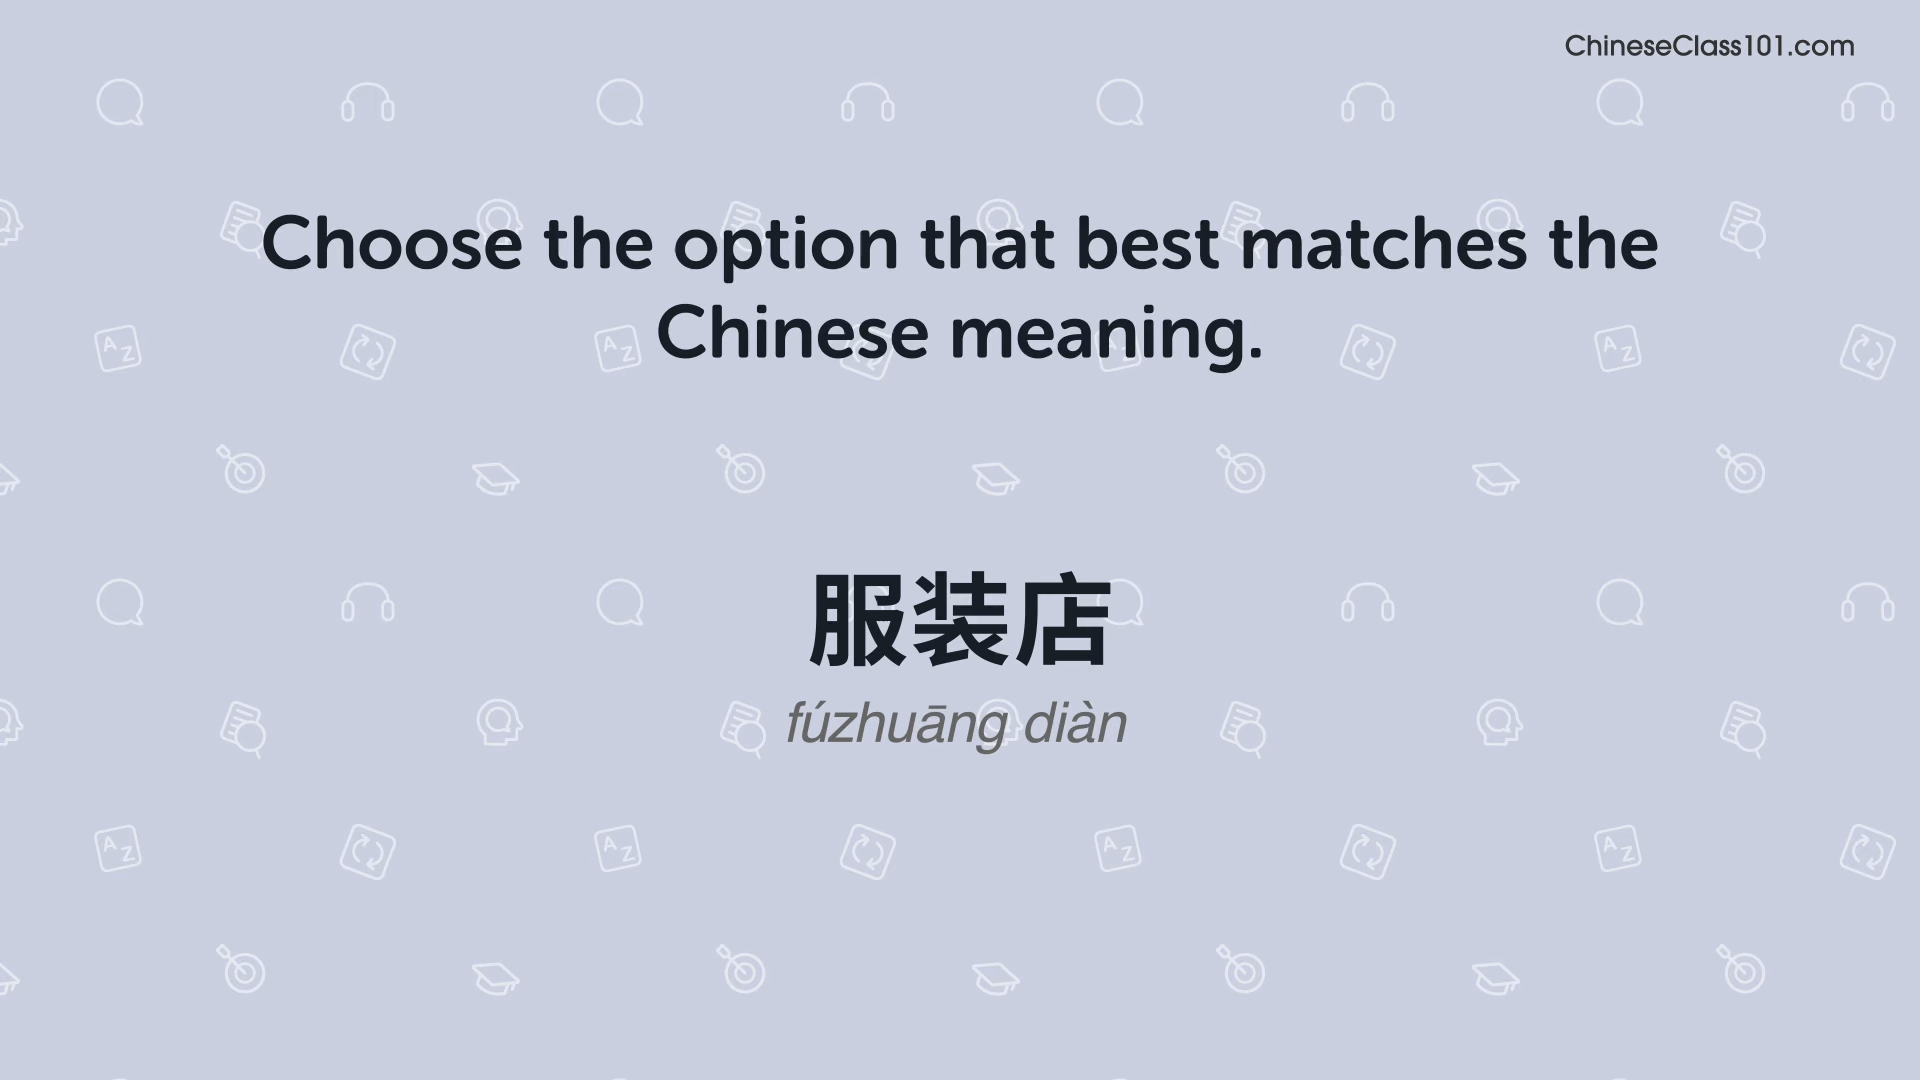 ChineseClass101.com
Choose the option that best matches the
Chinese meaning.
服装店
fúzhuāng diàn